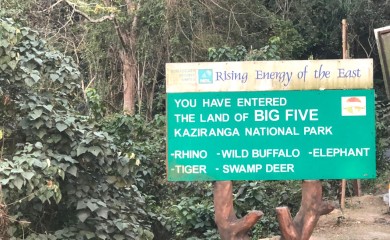 Rising Energy of the East
YOU HAVE ENTERED
THE LAND OF BIG FIVE
KAZIRANGA NATIONAL PARK
-RHINO -WILD BUFFALO -ELEPHANT
-TIGER -SWAMP DEER